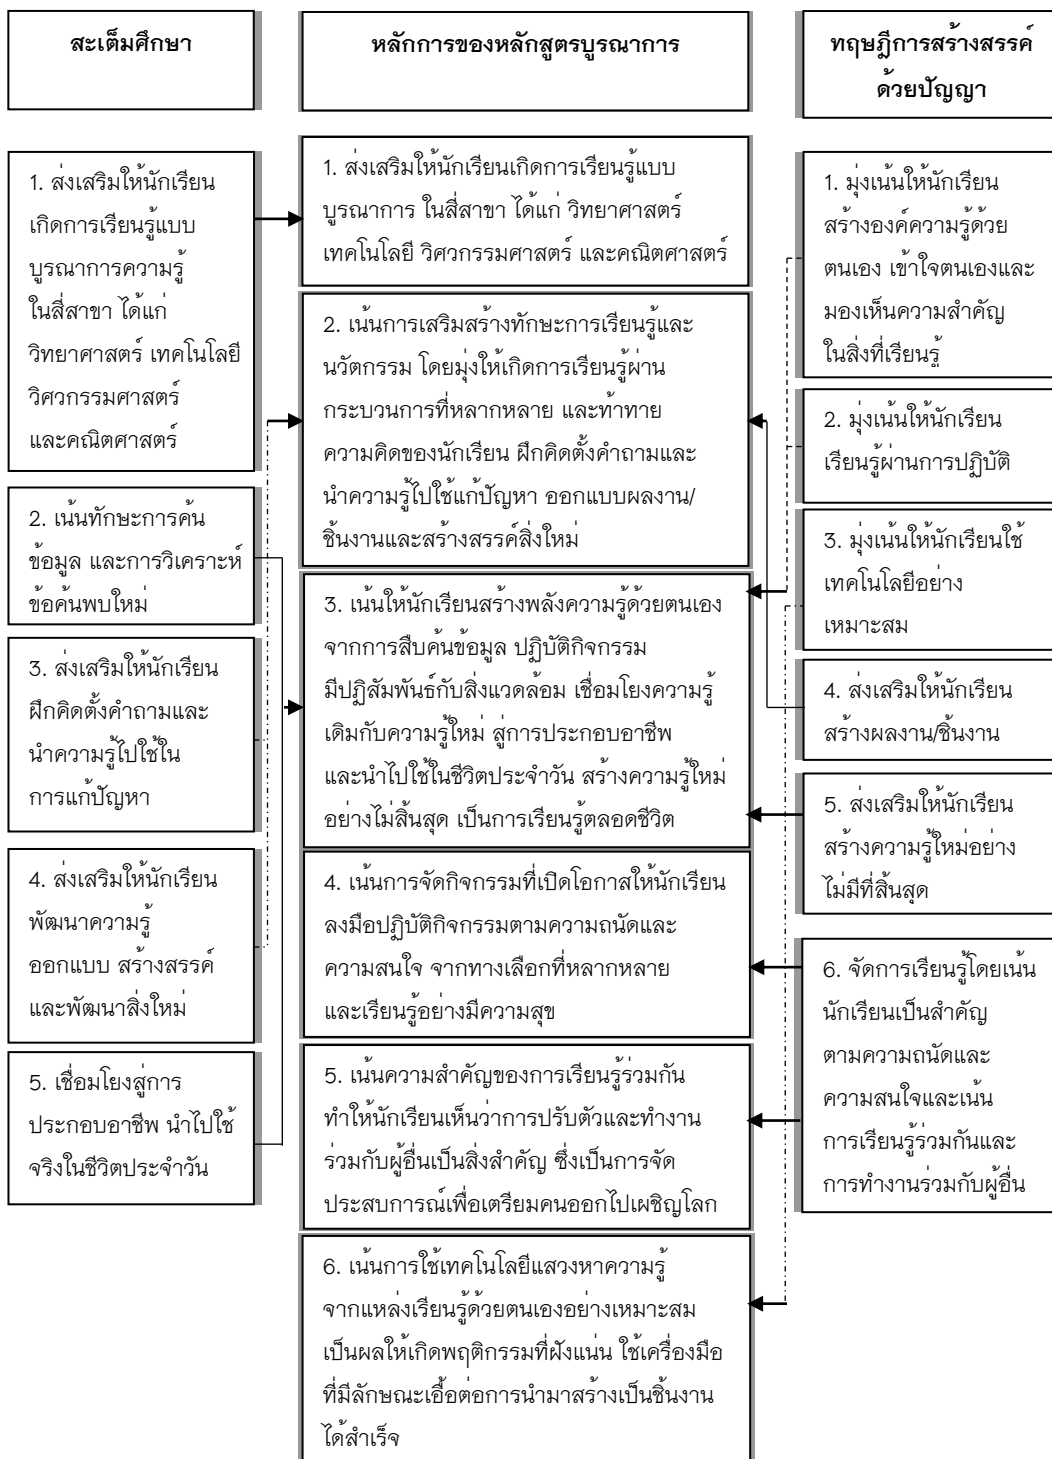 สะเต็มศึกษา
หลักการของหลักสูตรบูรณาการ
ทฤษฎีการสร้างสรรค์
ด้วยปัญญา
1. ส่งเสริมให้นักเรียน
เกิดการเรียนรู้แบบ
บูรณาการความรู้
ในสี่สาขา ได้แก่
วิทยาศาสตร์ เทคโนโลยี
วิศวกรรมศาสตร์
และคณิตศาสตร์
2. เน้นทักษะการค้น
ข้อมูล และการวิเคราะห์
ข้อค้นพบใหม่
3. ส่งเสริมให้นักเรียน
ฝึกคิดตั้งคำถามและ
นำความรู้ไปใช้ใน
การแก้ปัญหา
4. ส่งเสริมให้นักเรียน
พัฒนาความรู้
ออกแบบ สร้างสรรค์
และพัฒนาสิ่งใหม่
5. เชื่อมโยงสู่การ
ประกอบอาชีพ นำไปใช้
จริงในชีวิตประจำวัน
1. ส่งเสริมให้นักเรียนเกิดการเรียนรู้แบบ
บูรณาการ ในสี่สาขา ได้แก่ วิทยาศาสตร์
เทคโนโลยี วิศวกรรมศาสตร์ และคณิตศาสตร์
2. เน้นการเสริมสร้างทักษะการเรียนรู้และ
นวัตกรรม โดยมุ่งให้เกิดการเรียนรู้ผ่าน
กระบวนการที่หลากหลาย และท้าทาย
ความคิดของนักเรียน ฝึกคิดตั้งคำถามและ
นำความรู้ไปใช้แก้ปัญหา ออกแบบผลงาน/
ชิ้นงานและสร้างสรรค์สิ่งใหม่
3. เน้นให้นักเรียนสร้างพลังความรู้ด้วยตนเอง
จากการสืบค้นข้อมูล ปฏิบัติกิจกรรม
มีปฏิสัมพันธ์กับสิ่งแวดล้อม เชื่อมโยงความรู้
เดิมกับความรู้ใหม่ สู่การประกอบอาชีพ
และนำไปใช้ในชีวิตประจำวัน สร้างความรู้ใหม่
อย่างไม่สิ้นสุด เป็นการเรียนรู้ตลอดชีวิต
4. เน้นการจัดกิจกรรมที่เปิดโอกาสให้นักเรียน
ลงมือปฏิบัติกิจกรรมตามความถนัดและ
ความสนใจ จากทางเลือกที่หลากหลาย
และเรียนรู้อย่างมีความสุข
5. เน้นความสำคัญของการเรียนรู้ร่วมกัน
ทำให้นักเรียนเห็นว่าการปรับตัวและทำงาน
ร่วมกับผู้อื่นเป็นสิ่งสำคัญ ซึ่งเป็นการจัด
ประสบการณ์เพื่อเตรียมคนออกไปเผชิญโลก
6. เน้นการใช้เทคโนโลยีแสวงหาความรู้
จากแหล่งเรียนรู้ด้วยตนเองอย่างเหมาะสม
เป็นผลให้เกิดพฤติกรรมที่ฝังแน่น ใช้เครื่องมือ
ที่มีลักษณะเอื้อต่อการนำมาสร้างเป็นชิ้นงาน
ได้สำเร็จ
1. มุ่งเน้นให้นักเรียน
สร้างองค์ความรู้ด้วย
ตนเอง เข้าใจตนเองและ
มองเห็นความสำคัญ
ในสิ่งที่เรียนรู้
2. มุ่งเน้นให้นักเรียน
เรียนรู้ผ่านการปฏิบัติ
3. มุ่งเน้นให้นักเรียนใช้
เทคโนโลยีอย่าง
เหมาะสม
4. ส่งเสริมให้นักเรียน
สร้างผลงาน/ชิ้นงาน
5. ส่งเสริมให้นักเรียน
สร้างความรู้ใหม่อย่าง
ไม่มีที่สิ้นสุด
6. จัดการเรียนรู้โดยเน้น
นักเรียนเป็นสำคัญ
ตามความถนัดและ
ความสนใจและเน้น
การเรียนรู้ร่วมกันและ
การทำงานร่วมกับผู้อื่น